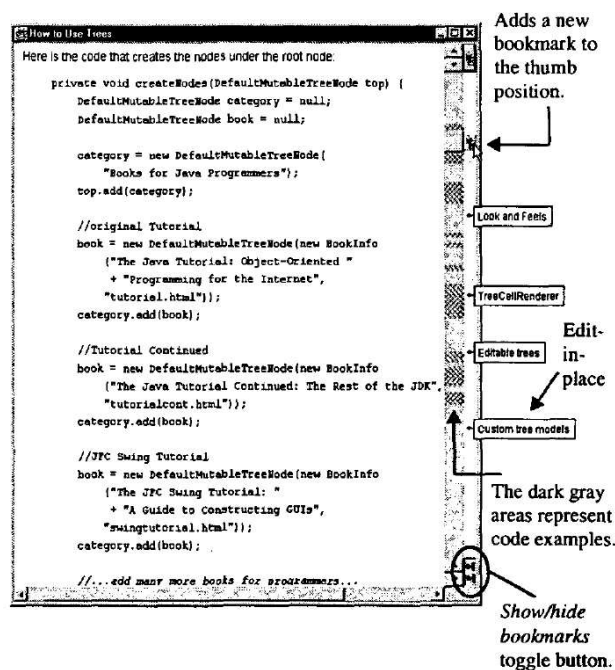 How to Use Trees
Here is the code that creates the nodes under the root node:
private void createNodes(DefaultMutableTreeNode top) {
DefaultMutableTreeNode category = null;
DefaultMutableTreeNode book = null;
category = new DefaultMutableTreeNode(
"Books for Java Programmers");
top.add(category);
//original Tutorial
book = new DefaultMutableTreeNode(new BookInfo
("The Java Tutorial: Object-Oriented "
+ "Programming for the Internet",
"tutorial.html"));
category.add(book);
//Tutorial Continued
book = new DefaultMutableTreeNode(new BookInfo
("The Java Tutorial Continued: The Rest of the JDK",
"tutorialcont.html"));
category.add(book);
//JFC Swing Tutorial
book = new DefaultMutableTreeNode(new BookInfo
("The JFC Swing Tutorial: "
+ "A Guide to Constructing GUIs",
"swingtutorial.html"));
category.add(book);
//...add many more books for programmers...
Adds a new
bookmark to
the thumb
position.
Look and Feels
TreeCellRenderer
Editable trees
Custom tree models
Edit-
in-
place
The dark gray
areas represent
code examples.
Show/hide
bookmarks
toggle button.